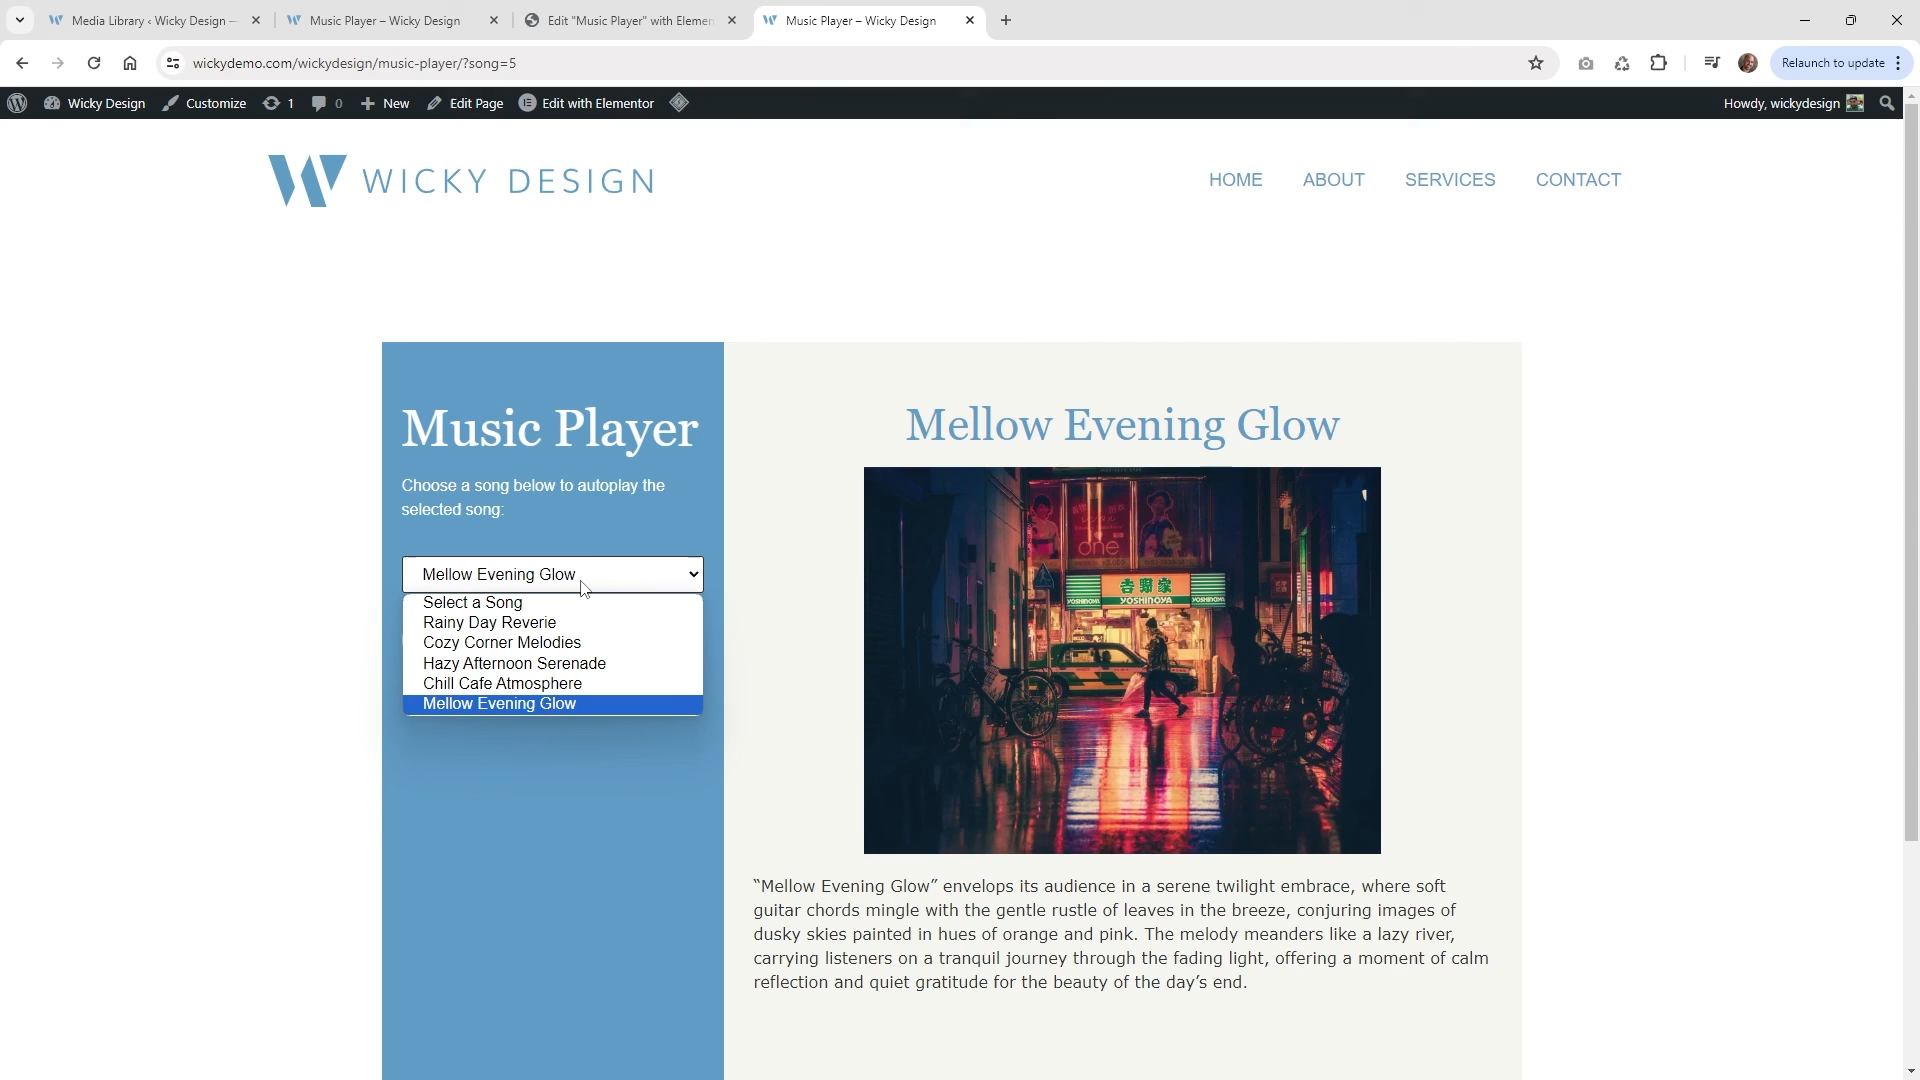 Media Library ‹ Wicky Design —
Music Player – Wicky Design
Edit "Music Player" with Elemen
Music Player – Wicky Design
wickydemo.com/wickydesign/music-player/?song=5
Relaunch to update
Wicky Design
Customize
1
0
New
Edit Page
Edit with Elementor
Howdy, wickydesign
WICKY DESIGN
HOME
ABOUT
SERVICES
CONTACT
Music Player
Choose a song below to autoplay the
selected song:
Mellow Evening Glow
Select a Song
Rainy Day Reverie
Cozy Corner Melodies
Hazy Afternoon Serenade
Chill Cafe Atmosphere
Mellow Evening Glow
Mellow Evening Glow
one
吉野家
YOSHINOYA
YOSHINOYA
YOSHINOYA
“Mellow Evening Glow” envelops its audience in a serene twilight embrace, where soft
guitar chords mingle with the gentle rustle of leaves in the breeze, conjuring images of
dusky skies painted in hues of orange and pink. The melody meanders like a lazy river,
carrying listeners on a tranquil journey through the fading light, offering a moment of calm
reflection and quiet gratitude for the beauty of the day’s end.